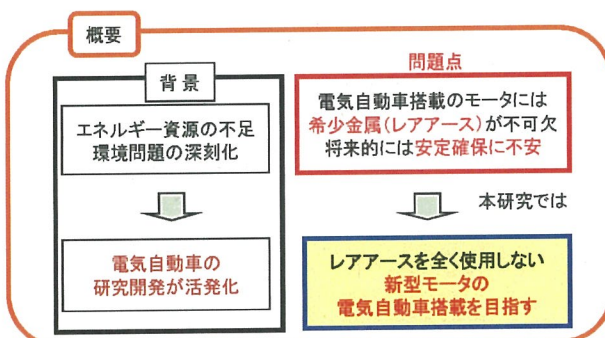 概要
背景
エネルギー資源の不足
環境問題の深刻化
電気自動車の
研究開発が活発化
問題点
電気自動車搭載のモータには
希少金属(レアアース)が不可欠
将来的には安定確保に不安
本研究では
レアアースを全く使用しない
新型モータの
電気自動車搭載を目指す